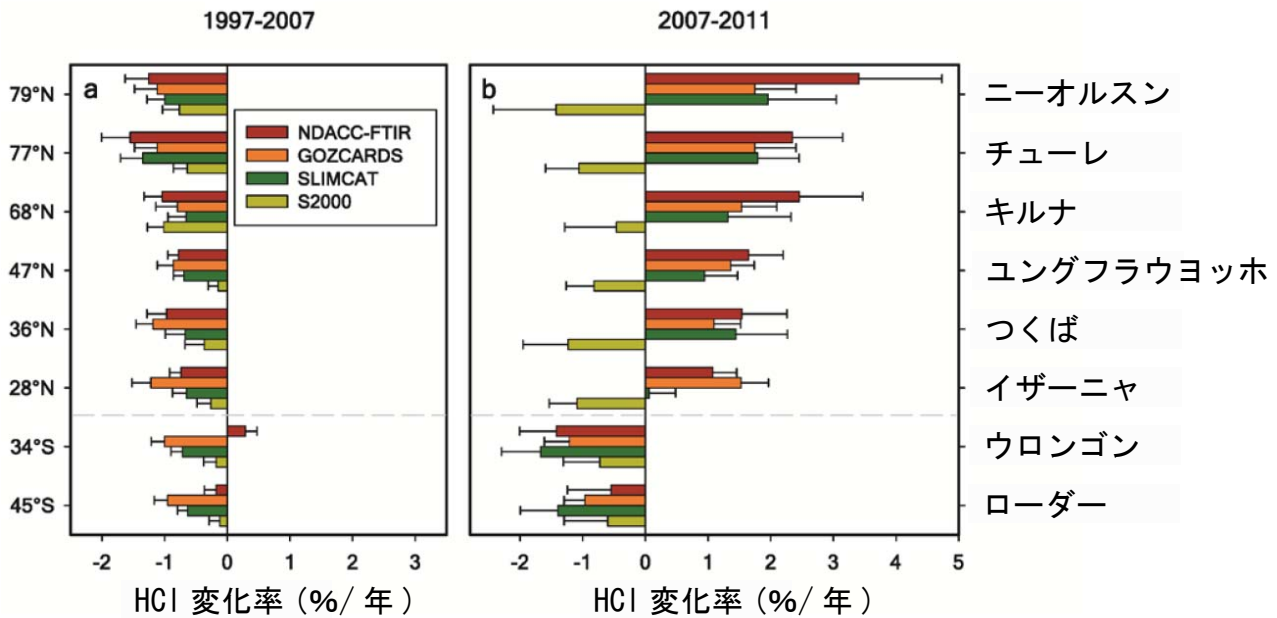 1997-2007
2007-2011
a
b
79°N
77°N
68°N
47°N
36°N
28°N
34°S
45°S
NDACC-FTIR
GOZCARDS
SLIMCAT
S2000
ニーオルスン
チューレ
キルナ
ユングフラウヨッホ
つくば
イザーニャ
ウロンゴン
ローダー
-2 -1 0 1 2 3
-2 -1 0 1 2 3 4 5
HCl 変化率 (%/ 年 )
HCl 変化率 (%/ 年 )